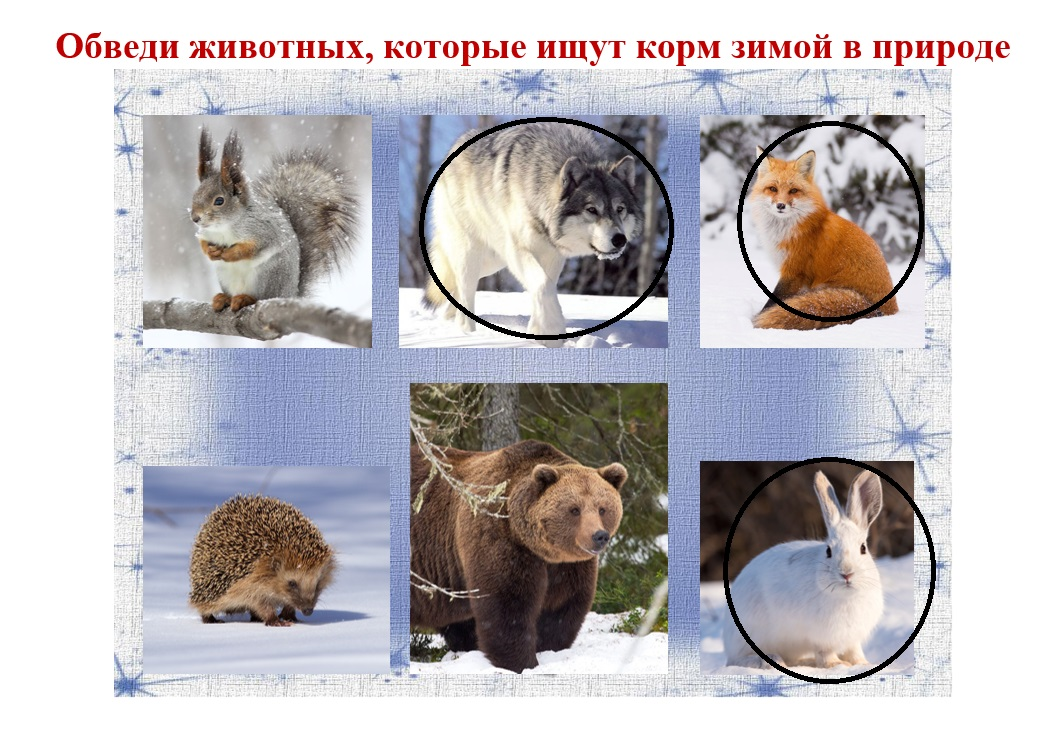 Обведи животных, которые ищут корм зимой в природе